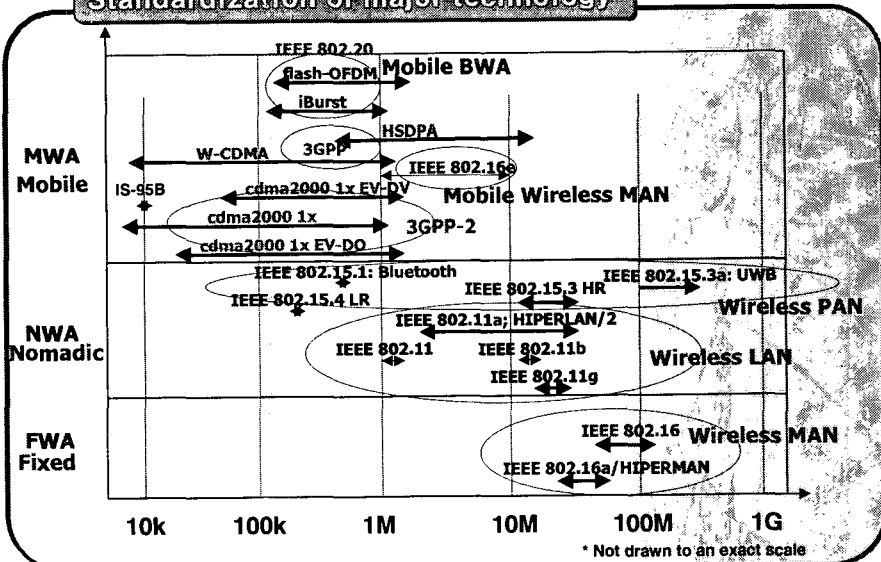 Standardization of major technology
IEEE 802.20
flash-OFDM
Mobile BWA
iBurst
HSDPA
3GPP
W-CDMA
IEEE 802.16e
MWA
Mobile
IS-95B
cdma2000 1x EV-DV
Mobile Wireless MAN
cdma2000 1x
3GPP-2
cdma2000 1x EV-DO
IEEE 802.15.1: Bluetooth
IEEE 802.15.3a: UWB
IEEE 802.15.3 HR
IEEE 802.15.4 LR
Wireless PAN
IEEE 802.11a; HIPERLAN/2
NWA
Nomadic
IEEE 802.11
IEEE 802.11b
Wireless LAN
IEEE 802.11g
FWA
Fixed
IEEE 802.16
Wireless MAN
IEEE 802.16a/HIPERMAN
10k 100k 1M 10M 100M 1G
* Not drawn to an exact scale